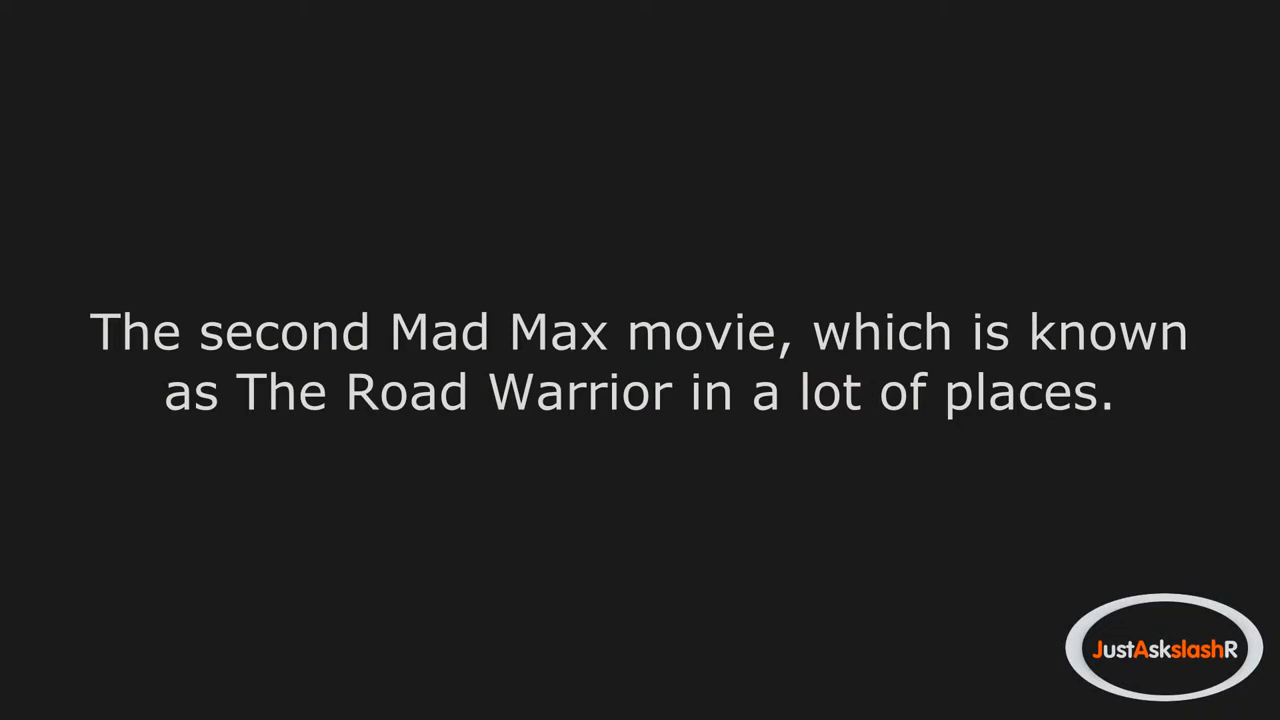 The second Mad Max movie, which is known
as The Road Warrior in a lot of places.
JustAskslashR